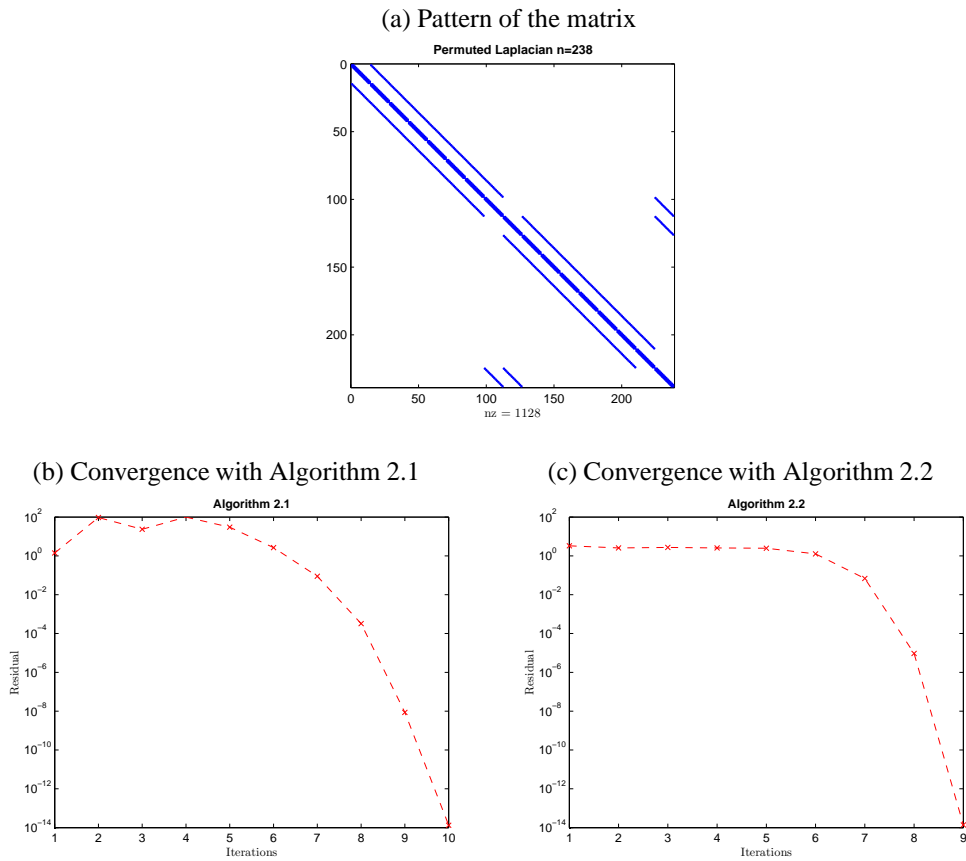 (a) Pattern of the matrix
Permuted Laplacian n=238
0
50
100
150
200
0 50 100 150 200
nz = 1128
(b) Convergence with Algorithm 2.1
Algorithm 2.1
10^2
10^0
10^−2
10^−4
10^−6
10^−8
10^−10
10^−12
10^−14
Residual
1 2 3 4 5 6 7 8 9 10
Iterations
(c) Convergence with Algorithm 2.2
Algorithm 2.2
10^2
10^0
10^−2
10^−4
10^−6
10^−8
10^−10
10^−12
10^−14
Residual
1 2 3 4 5 6 7 8 9
Iterations